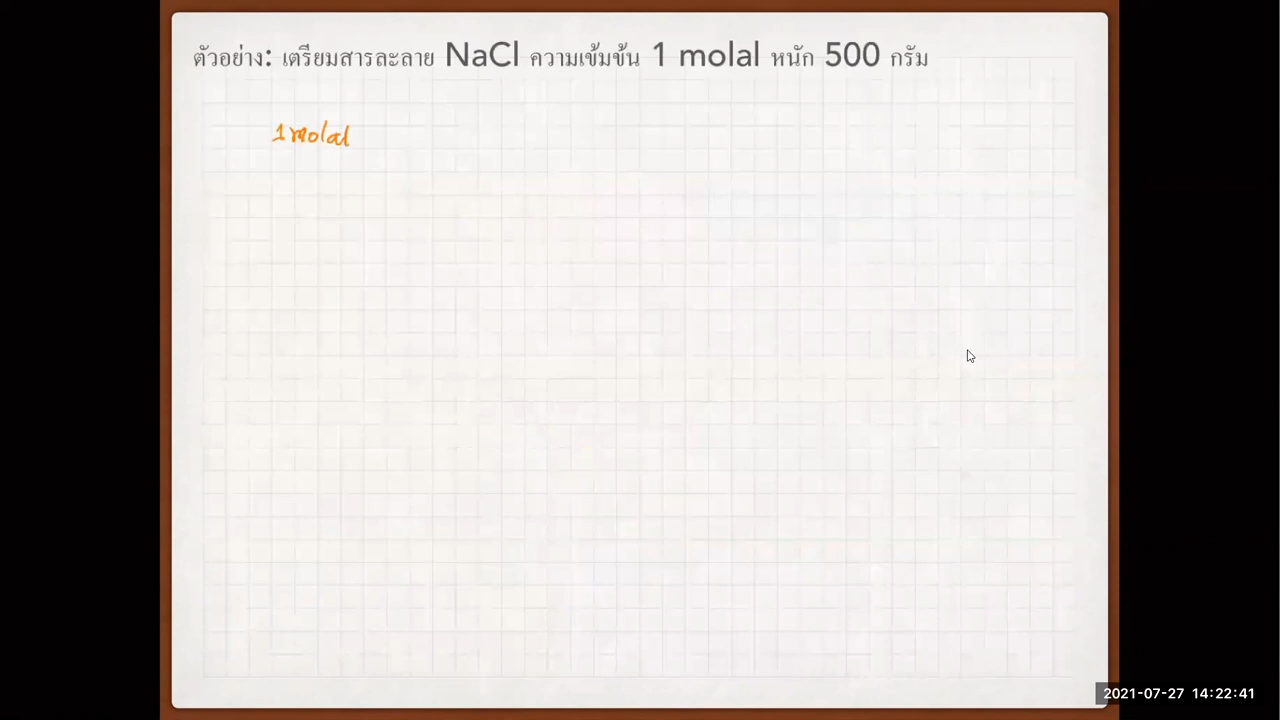 ตัวอย่าง: เตรียมสารละลาย NaCl ความเข้มข้น 1 molal หนัก 500 กรัม
1 molal
2021-07-27 14:22:41